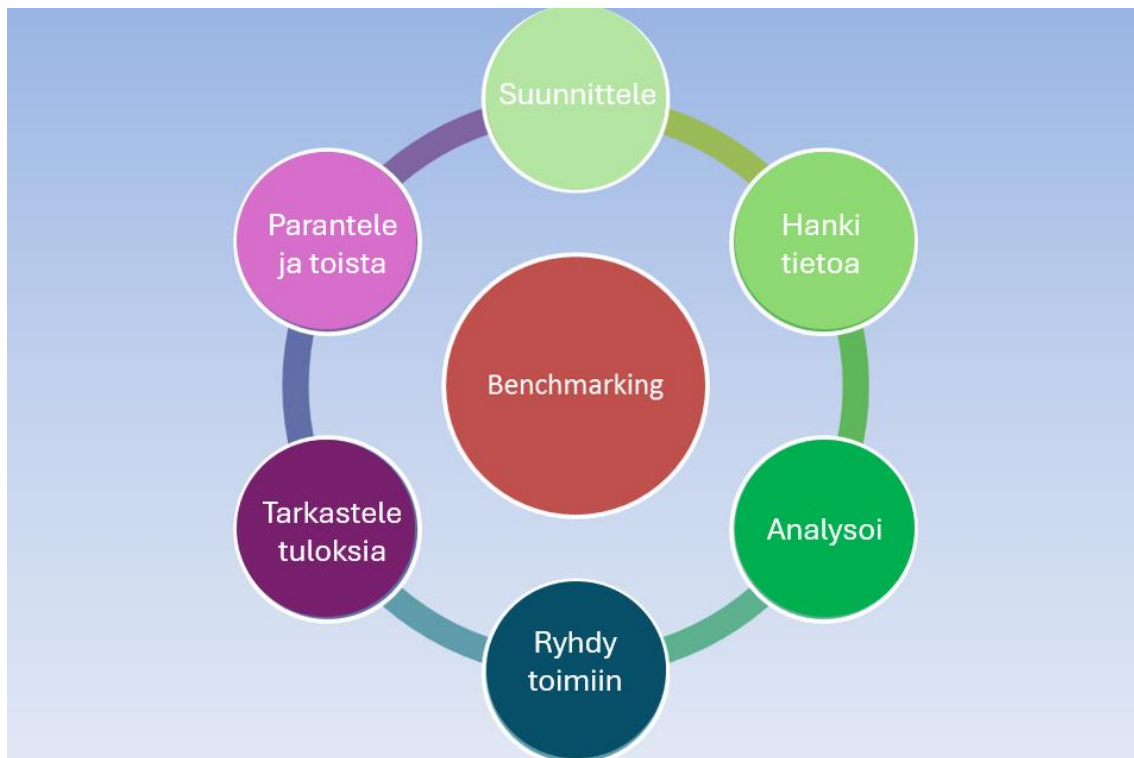 Suunnittele
Hanki
tietoa
Analysoi
Ryhdy
toimiin
Tarkastele
tuloksia
Parantele
ja toista
Benchmarking